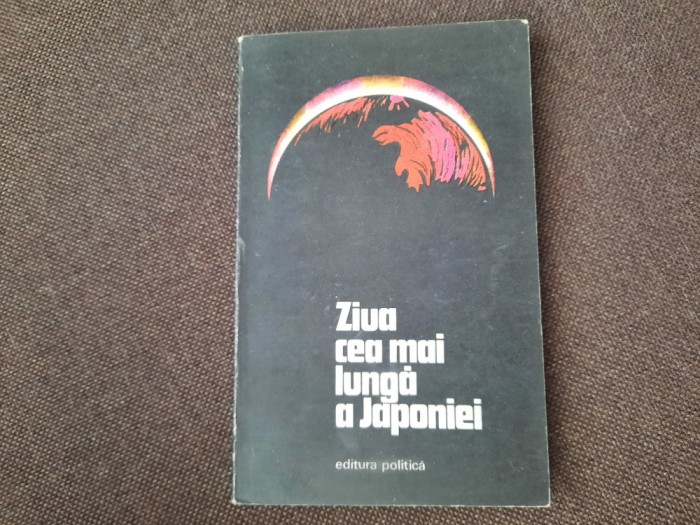 Ziua
cea mai
lungă
a Japoniei
editura politică